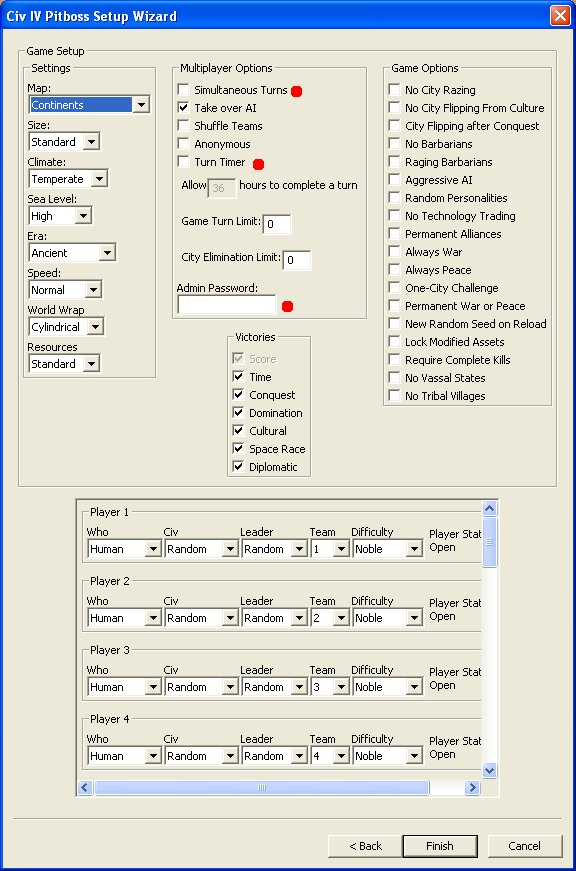 Civ IV Pitboss Setup Wizard
Game Setup
Settings
Map:
Continents
Size:
Standard
Climate:
Temperate
Sea Level:
High
Era:
Ancient
Speed:
Normal
World Wrap
Cylindrical
Resources
Standard
Multiplayer Options
Simultaneous Turns
Take over AI
Shuffle Teams
Anonymous
Turn Timer
Allow 36 hours to complete a turn
Game Turn Limit: 0
City Elimination Limit: 0
Admin Password:
Victories
Score
Time
Conquest
Domination
Cultural
Space Race
Diplomatic
Game Options
No City Razing
No City Flipping From Culture
City Flipping after Conquest
No Barbarians
Raging Barbarians
Aggressive AI
Random Personalities
No Technology Trading
Permanent Alliances
Always War
Always Peace
One-City Challenge
Permanent War or Peace
New Random Seed on Reload
Lock Modified Assets
Require Complete Kills
No Vassal States
No Tribal Villages
Player 1
Who Civ Leader Team Difficulty Player Stat
Human Random Random 1 Noble Open
Player 2
Who Civ Leader Team Difficulty Player Stat
Human Random Random 2 Noble Open
Player 3
Who Civ Leader Team Difficulty Player Stat
Human Random Random 3 Noble Open
Player 4
Who Civ Leader Team Difficulty Player Stat
Human Random Random 4 Noble Open
< Back Finish Cancel